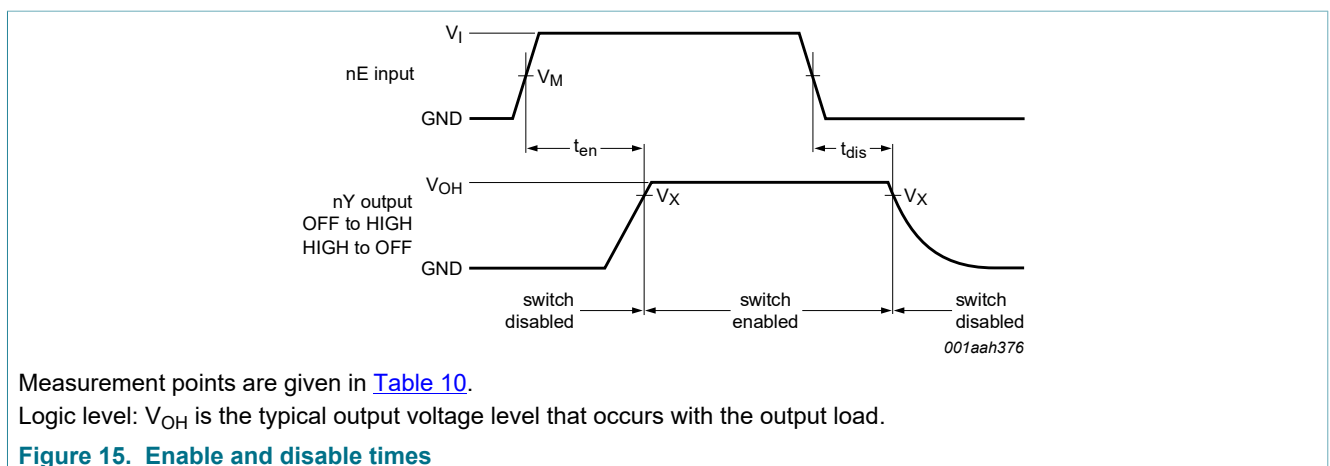 V_I
nE input
V_M
GND
t_en
t_dis
V_OH
nY output
OFF to HIGH
HIGH to OFF
V_X
V_X
GND
switch disabled
switch enabled
switch disabled
001aah376
Measurement points are given in Table 10.
Logic level: V_OH is the typical output voltage level that occurs with the output load.
Figure 15. Enable and disable times